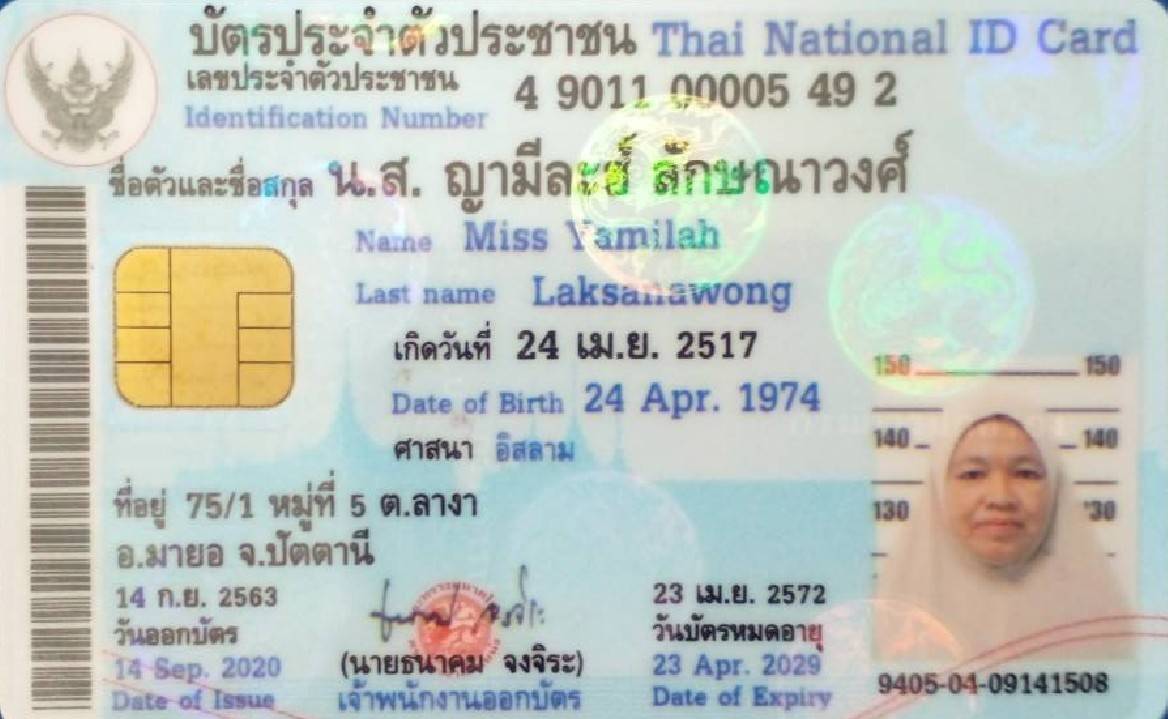 บัตรประจำตัวประชาชน Thai National ID Card
เลขประจำตัวประชาชน 4 9011 00005 49 2
Identification Number
ชื่อตัวและชื่อสกุล น.ส. ญามีละฮ์ ลักษณาวงศ์
Name Miss Yamilah
Last name Laksanawong
เกิดวันที่ 24 เม.ย. 2517
Date of Birth 24 Apr. 1974
ศาสนา อิสลาม
ที่อยู่ 75/1 หมู่ที่ 5 ต.ลางา
อ.มายอ จ.ปัตตานี
14 ก.ย. 2563
วันออกบัตร
14 Sep. 2020
Date of Issue
(นายธนาคม จงจิระ)
เจ้าพนักงานออกบัตร
23 เม.ย. 2572
วันบัตรหมดอายุ
23 Apr. 2029
Date of Expiry
150 150
140 140
130 30
9405-04-09141508